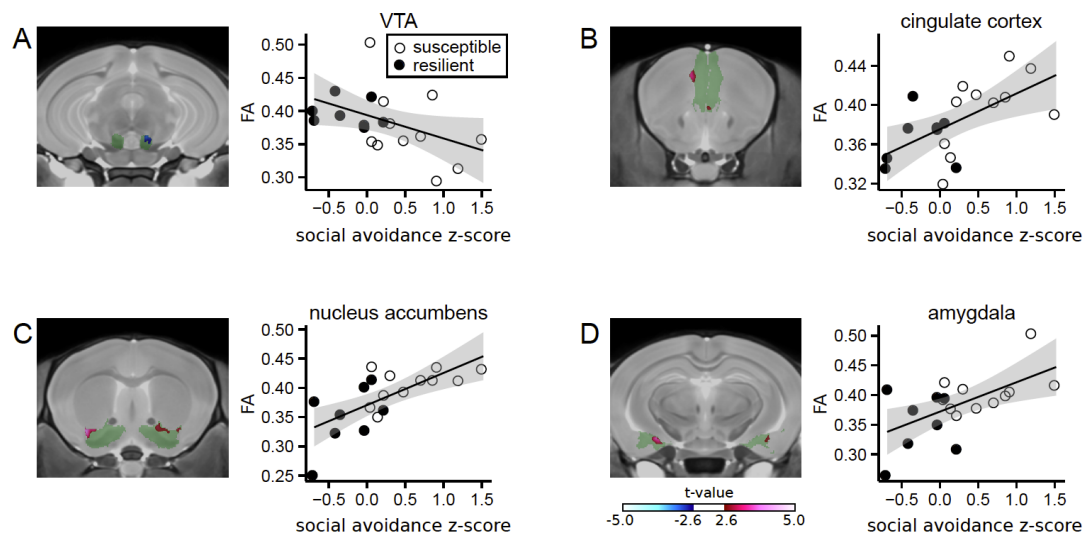 A
VTA
FA
0.50
0.45
0.40
0.35
0.30
susceptible
resilient
−0.5 0.0 0.5 1.0 1.5
social avoidance z-score
B
cingulate cortex
FA
0.44
0.40
0.36
0.32
−0.5 0.0 0.5 1.0 1.5
social avoidance z-score
C
nucleus accumbens
FA
0.50
0.45
0.40
0.35
0.30
0.25
−0.5 0.0 0.5 1.0 1.5
social avoidance z-score
D
t-value
-5.0 -2.6 2.6 5.0
amygdala
FA
0.50
0.45
0.40
0.35
0.30
−0.5 0.0 0.5 1.0 1.5
social avoidance z-score